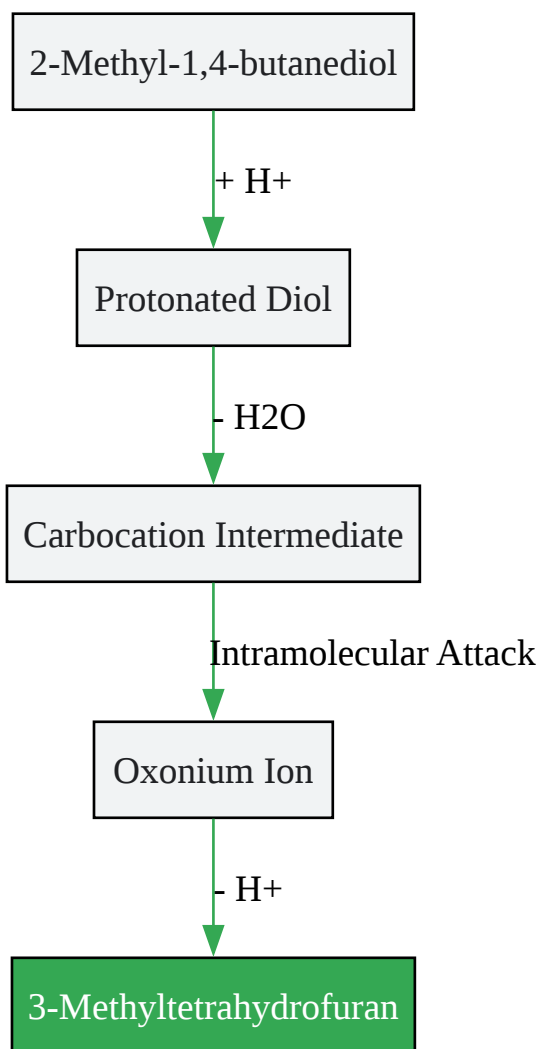 2-Methyl-1,4-butanediol
+ H+
Protonated Diol
- H2O
Carbocation Intermediate
Intramolecular Attack
Oxonium Ion
- H+
3-Methyltetrahydrofuran